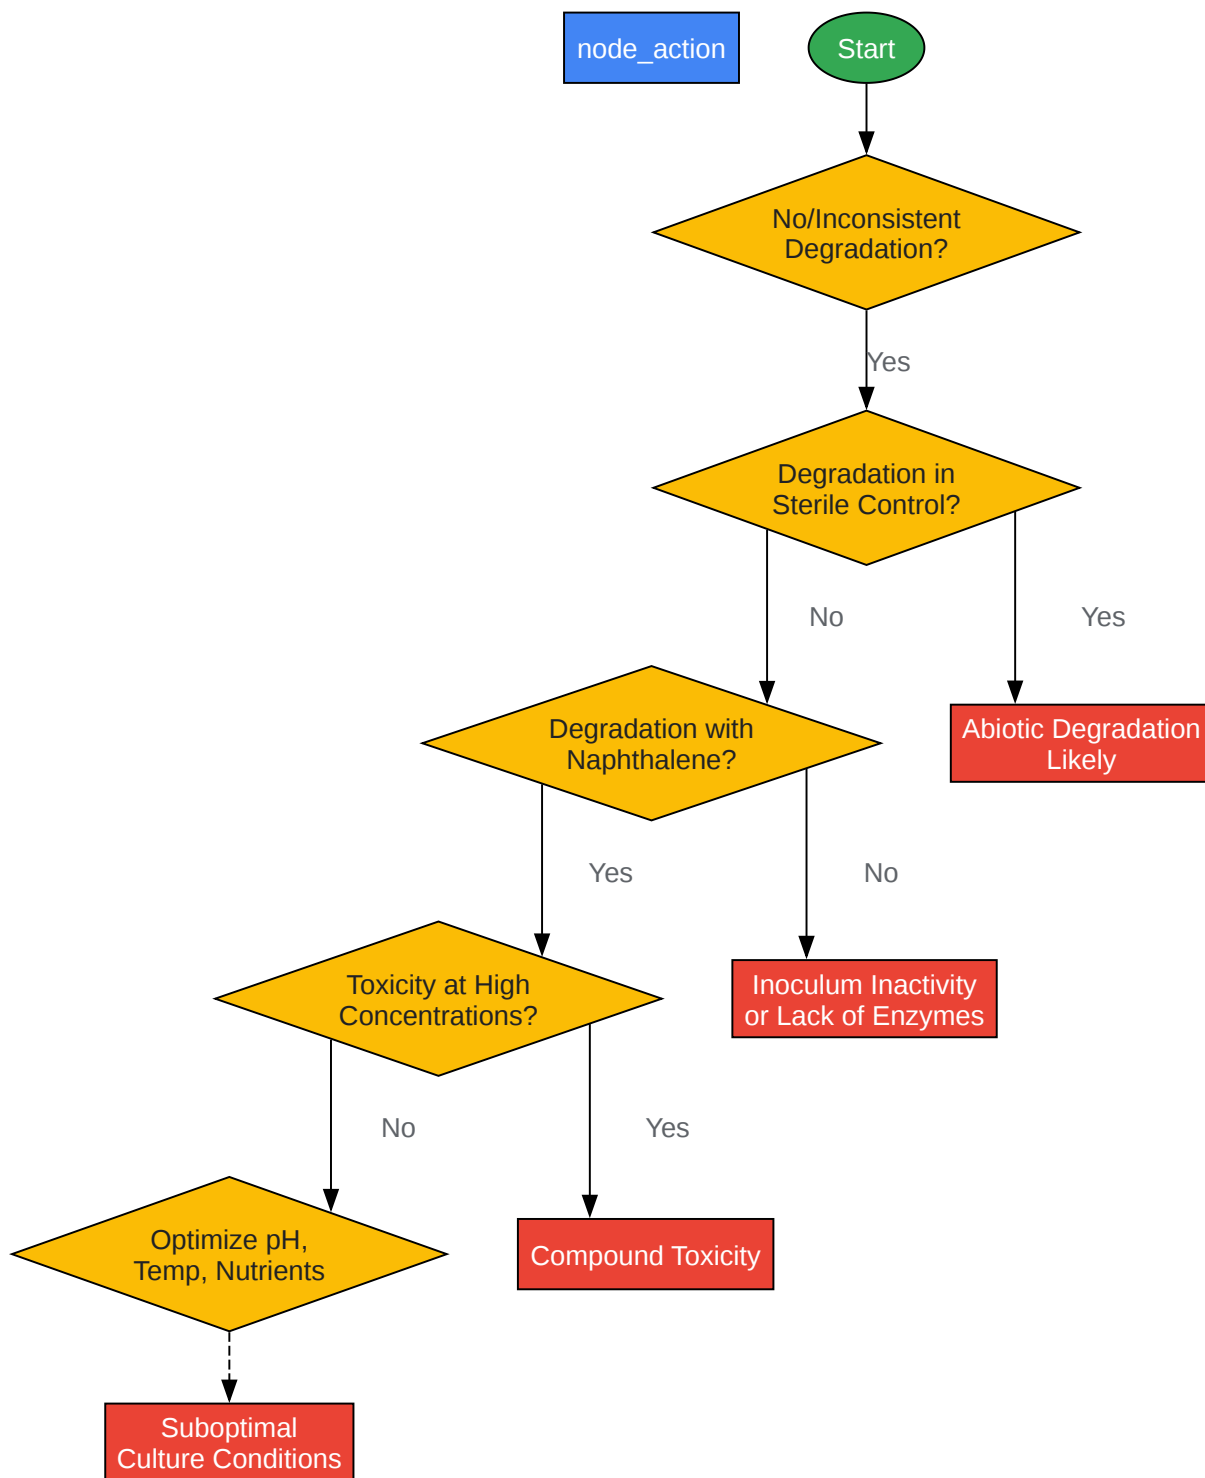 node_action
Start
No/Inconsistent
Degradation?
Yes
Degradation in
Sterile Control?
No
Yes
Degradation with
Naphthalene?
Abiotic Degradation
Likely
Yes
No
Toxicity at High
Concentrations?
Inoculum Inactivity
or Lack of Enzymes
No
Yes
Optimize pH,
Temp, Nutrients
Compound Toxicity
Suboptimal
Culture Conditions